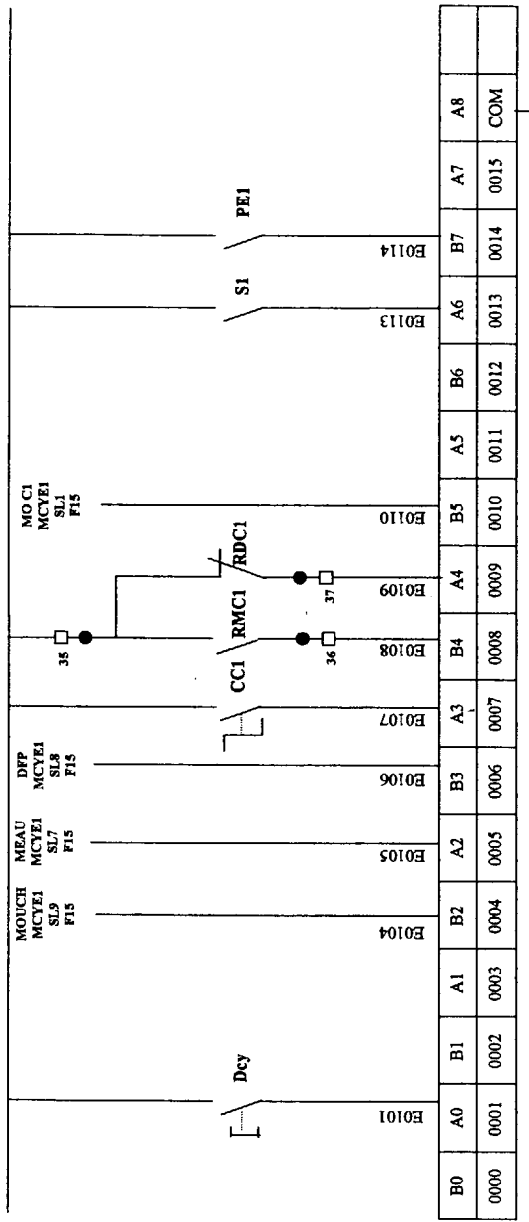 MOUCH
MCYE1
SL9
F15
MEAU
MCYE1
SL7
F15
DFP
MCYE1
SL8
F15
MO C1
MCYE1
SL1
F15
35
Dcy
CC1
RMC1
RDC1
S1
PE1
36
37
E0101
E0104
E0105
E0106
E0107
E0108
E0109
E0110
E0113
E0114
B0 A0 B1 A1 B2 A2 B3 A3 B4 A4 B5 A5 B6 A6 B7 A7 A8
0000 0001 0002 0003 0004 0005 0006 0007 0008 0009 0010 0011 0012 0013 0014 0015 COM